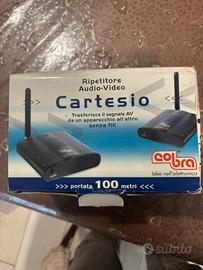 Ripetitore
Audio-Video
Cartesio
- Trasferisce il segnale AV
da un apparecchio all'altro
senza fili
colbra
Idee nell'elettronica
>>> portata 100 metri <<<
subito